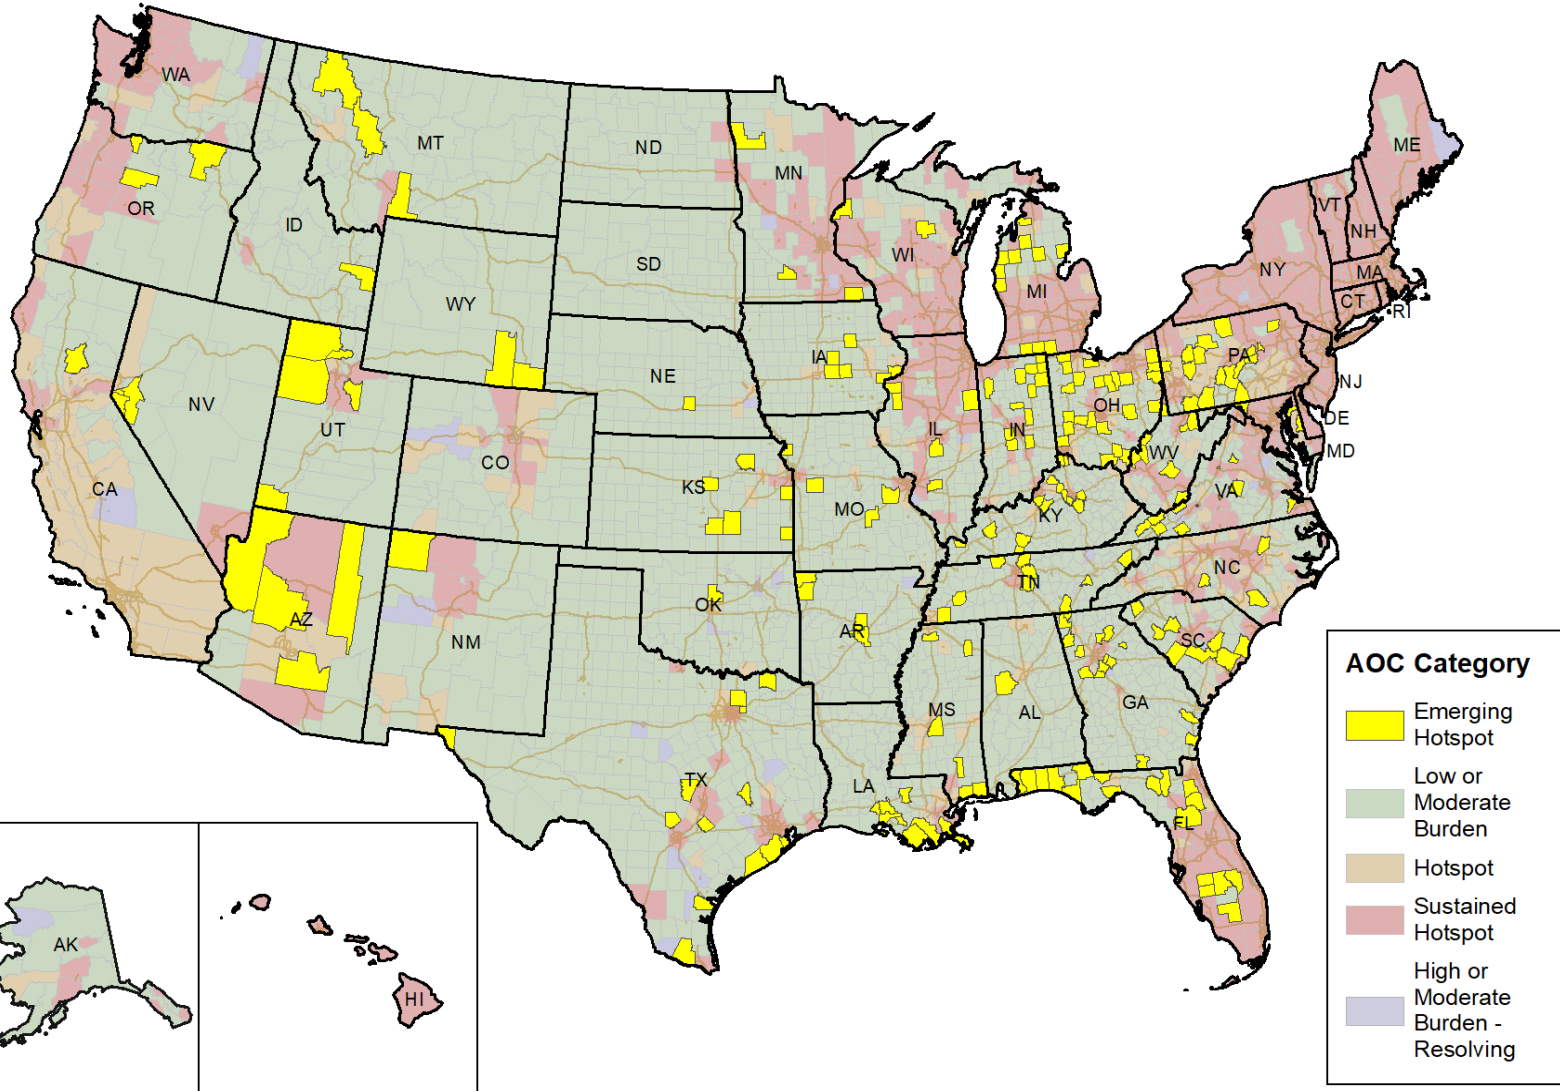 WA
MT
ND
MN
ME
OR
ID
VT
NH
WI
SD
NY
MA
WY
MI
CT
RI
IA
PA
NE
NV
NJ
OH
UT
IL
IN
DE
CO
WV
MD
CA
KS
MO
VA
KY
NC
TN
OK
AZ
AR
NM
SC
MS
AL
GA
TX
LA
FL
AK
HI
AOC Category
Emerging
Hotspot
Low or
Moderate
Burden
Hotspot
Sustained
Hotspot
High or
Moderate
Burden -
Resolving